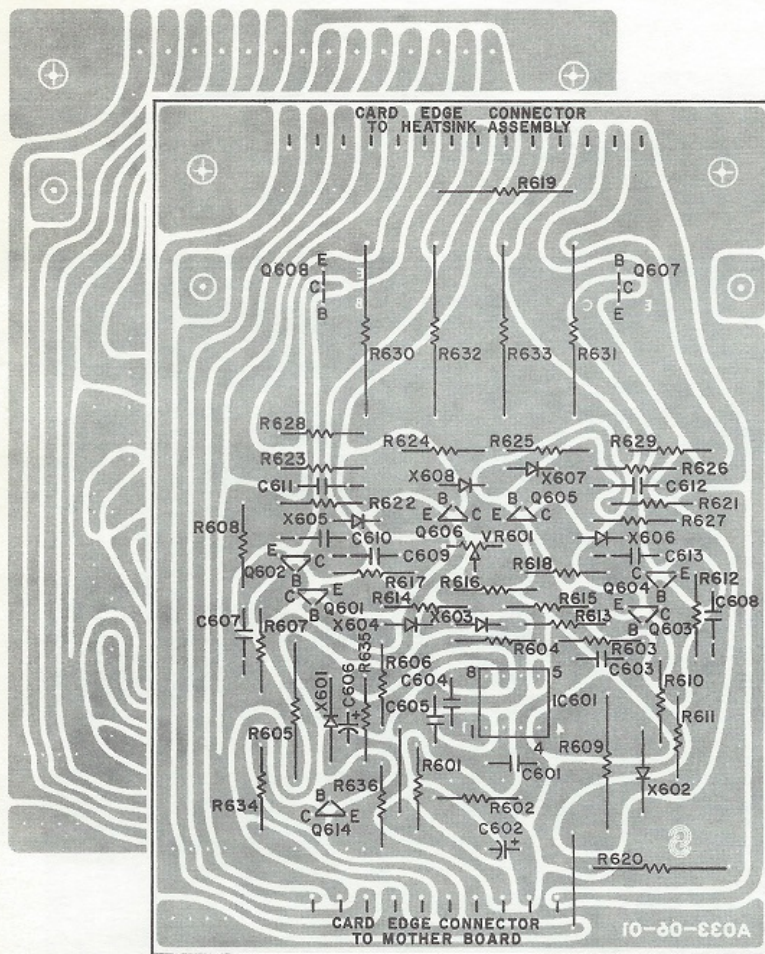 CARD EDGE CONNECTOR
TO HEATSINK ASSEMBLY
R619
E
Q608
C
B
E
B
B
Q607
C
E
C
E
R630
R632
R633
R631
R628
R624
R625
R629
R623
X608
X607
R626
C611
C612
R622
B
E
C
B
E
C
Q605
R621
R608
X605
C610
Q606
VR601
R627
X606
E
C
Q602
B
C609
C613
R617
R616
R618
C
E
Q604
B
R612
C
E
Q601
B
R614
R615
E
C
B
Q603
C608
C607
R607
X604
X603
R613
R635
R604
R603
C603
X601
C606
+
R606
C604
8
5
IC601
R610
R605
C605
1
4
R611
R609
R634
R636
R601
C601
X602
B
C
E
Q614
R602
C602
+
R620
S
CARD EDGE CONNECTOR
TO MOTHER BOARD
A033-06-01